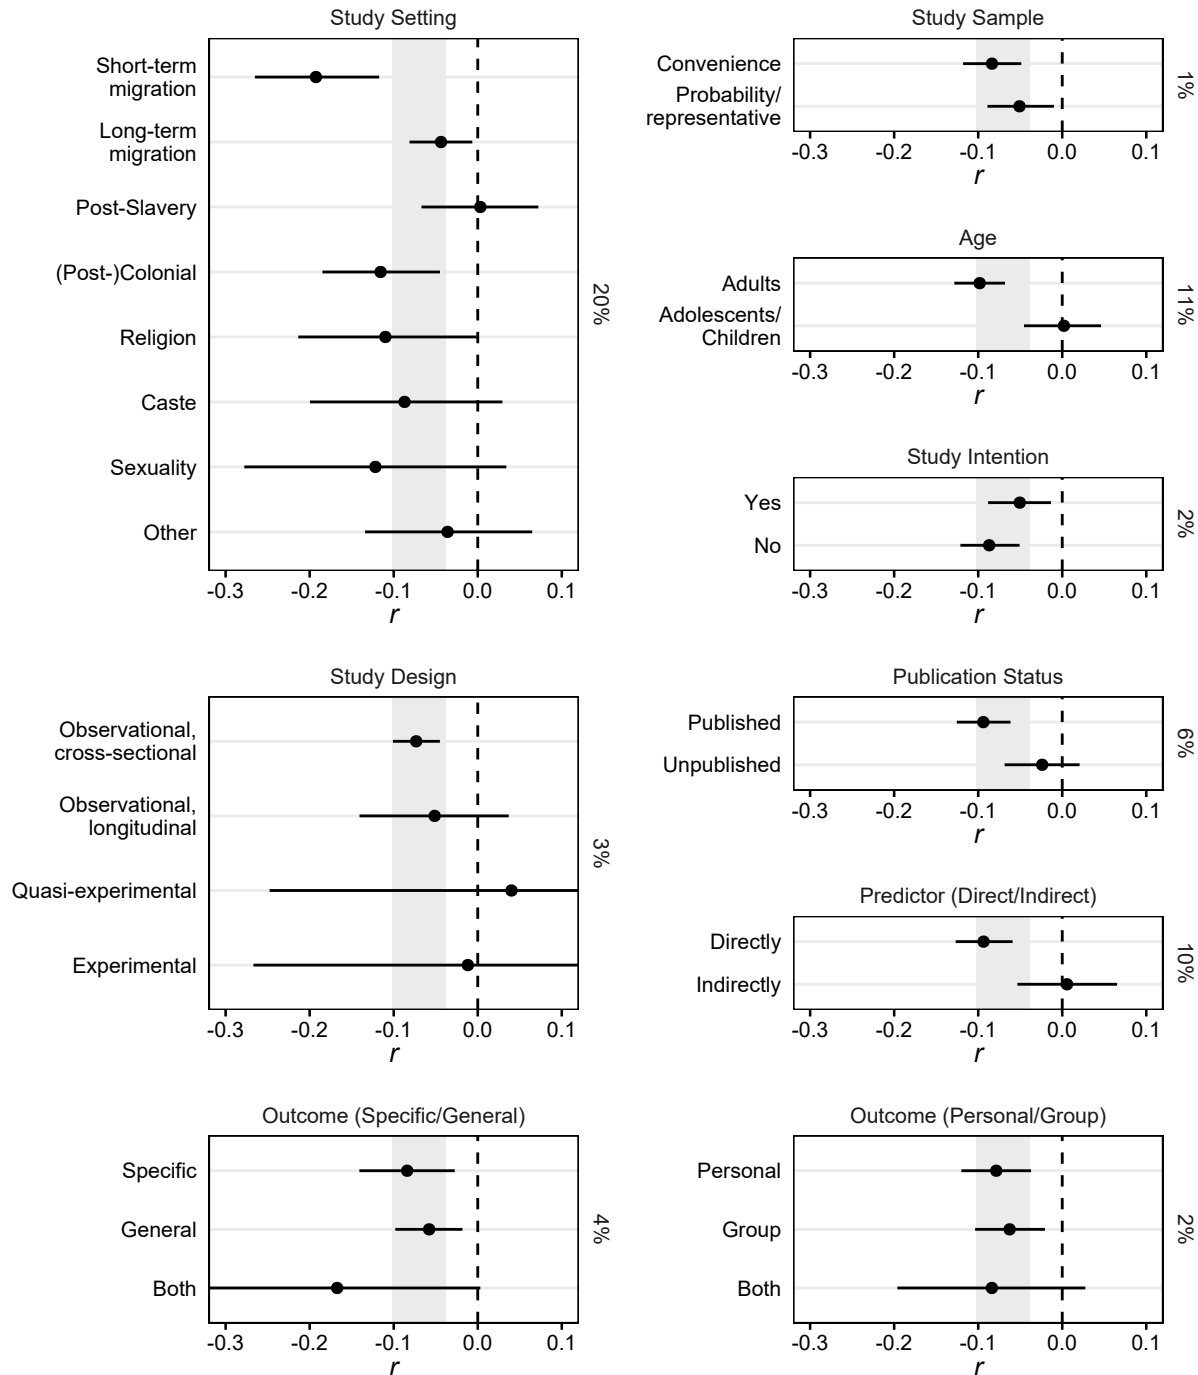 Study Setting
Short-term
migration
Long-term
migration
Post-Slavery
(Post-)Colonial
Religion
Caste
Sexuality
Other
20%
-0.3 -0.2 -0.1 0.0 0.1
r
Study Sample
Convenience
Probability/
representative
1%
-0.3 -0.2 -0.1 0.0 0.1
r
Age
Adults
Adolescents/
Children
11%
-0.3 -0.2 -0.1 0.0 0.1
r
Study Intention
Yes
No
2%
-0.3 -0.2 -0.1 0.0 0.1
r
Study Design
Observational,
cross-sectional
Observational,
longitudinal
Quasi-experimental
Experimental
3%
-0.3 -0.2 -0.1 0.0 0.1
r
Publication Status
Published
Unpublished
6%
-0.3 -0.2 -0.1 0.0 0.1
r
Predictor (Direct/Indirect)
Directly
Indirectly
10%
-0.3 -0.2 -0.1 0.0 0.1
r
Outcome (Specific/General)
Specific
General
Both
4%
-0.3 -0.2 -0.1 0.0 0.1
r
Outcome (Personal/Group)
Personal
Group
Both
2%
-0.3 -0.2 -0.1 0.0 0.1
r